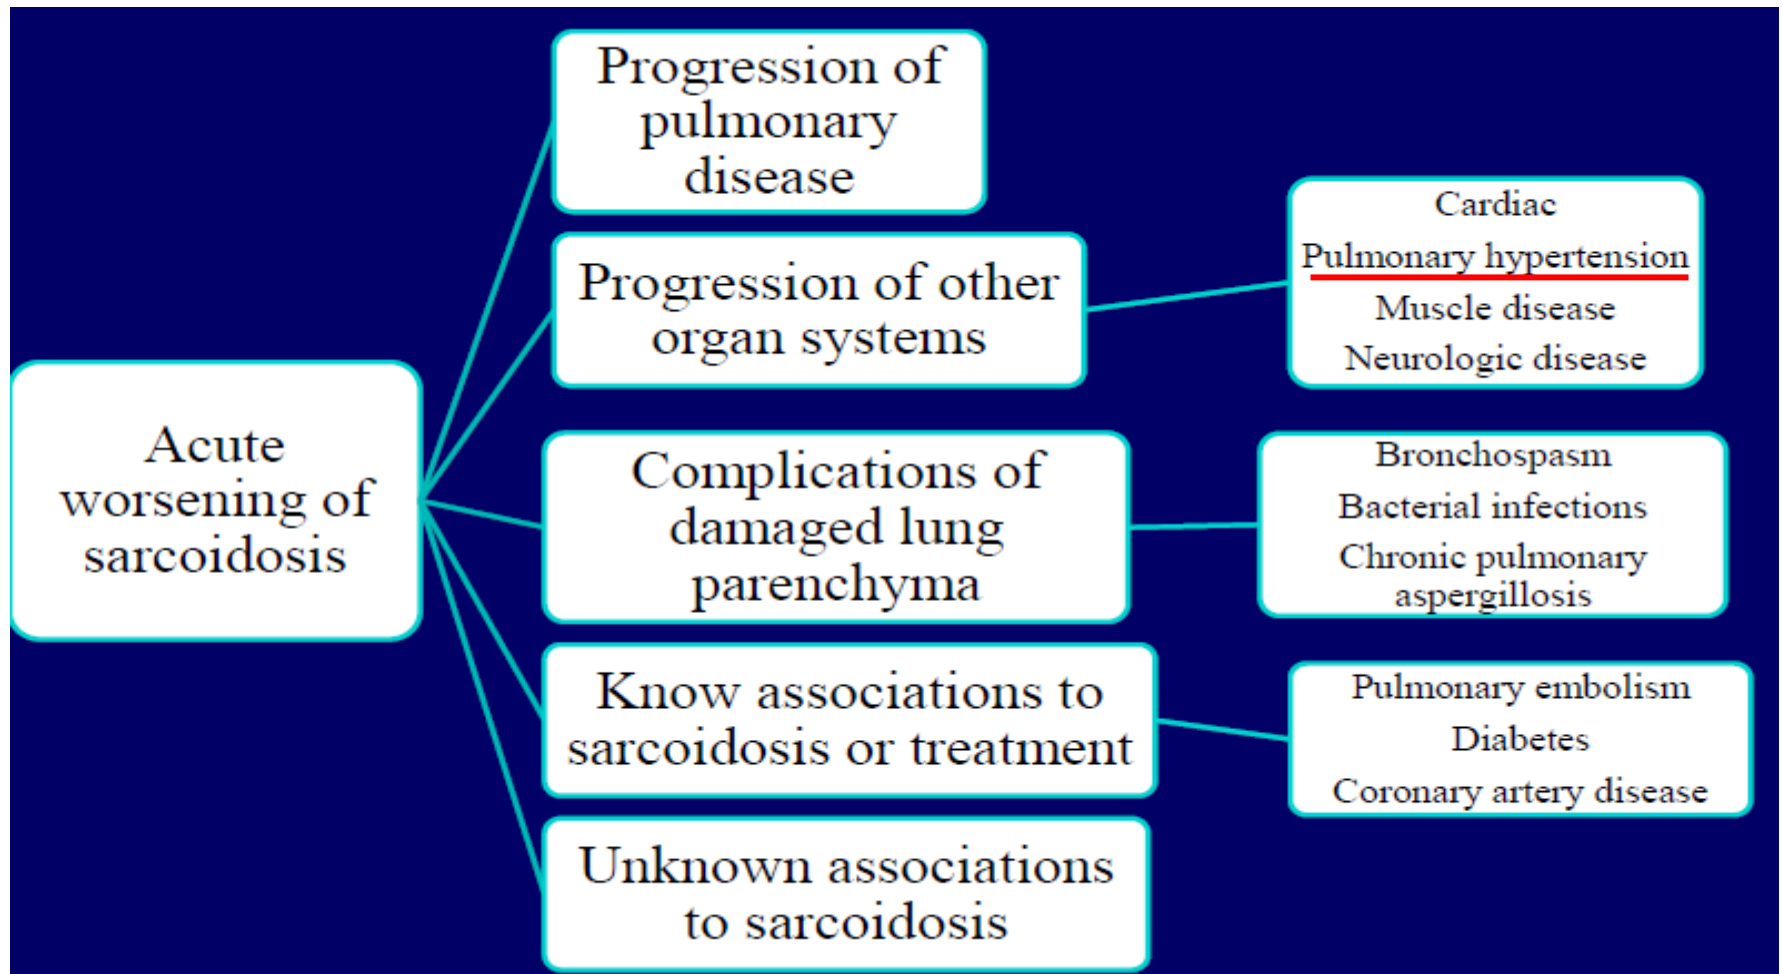 Acute
worsening of
sarcoidosis
Progression of
pulmonary
disease
Progression of other
organ systems
Cardiac
Pulmonary hypertension
Muscle disease
Neurologic disease
Complications of
damaged lung
parenchyma
Bronchospasm
Bacterial infections
Chronic pulmonary
aspergillosis
Know associations to
sarcoidosis or treatment
Pulmonary embolism
Diabetes
Coronary artery disease
Unknown associations
to sarcoidosis